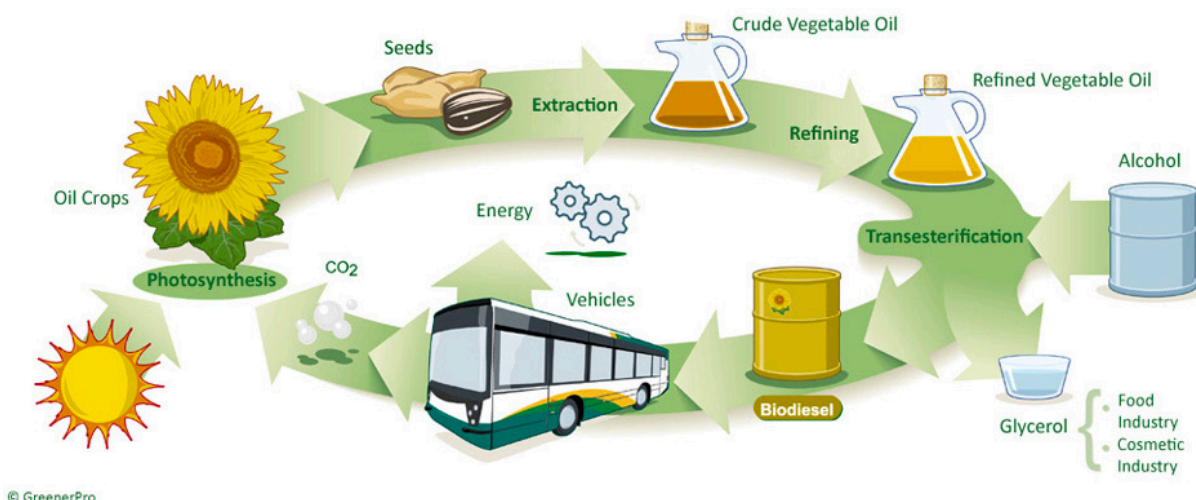 Crude Vegetable Oil
Seeds
Refined Vegetable Oil
Extraction
Refining
Alcohol
Oil Crops
Energy
Transesterification
Photosynthesis
CO2
Vehicles
Biodiesel
Glycerol
· Food
Industry
· Cosmetic
Industry
© GreenerPro